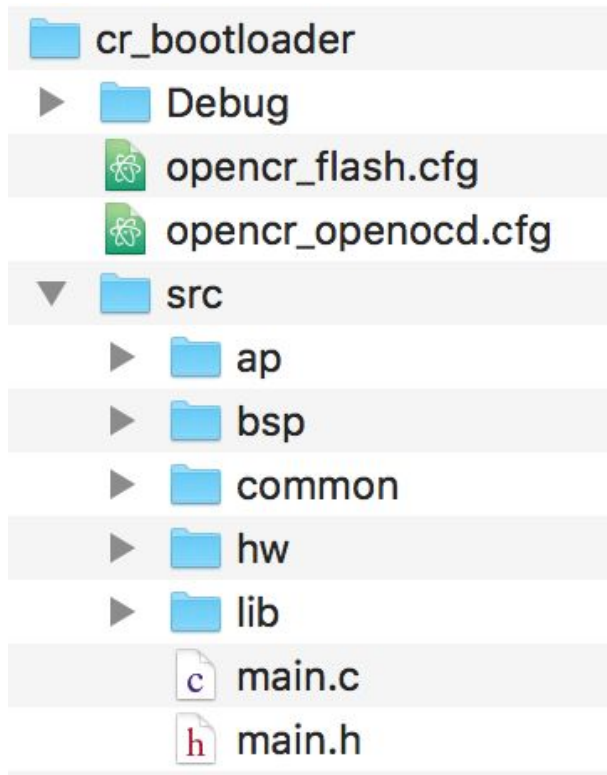 cr_bootloader
Debug
opencr_flash.cfg
opencr_openocd.cfg
src
ap
bsp
common
hw
lib
c main.c
h main.h